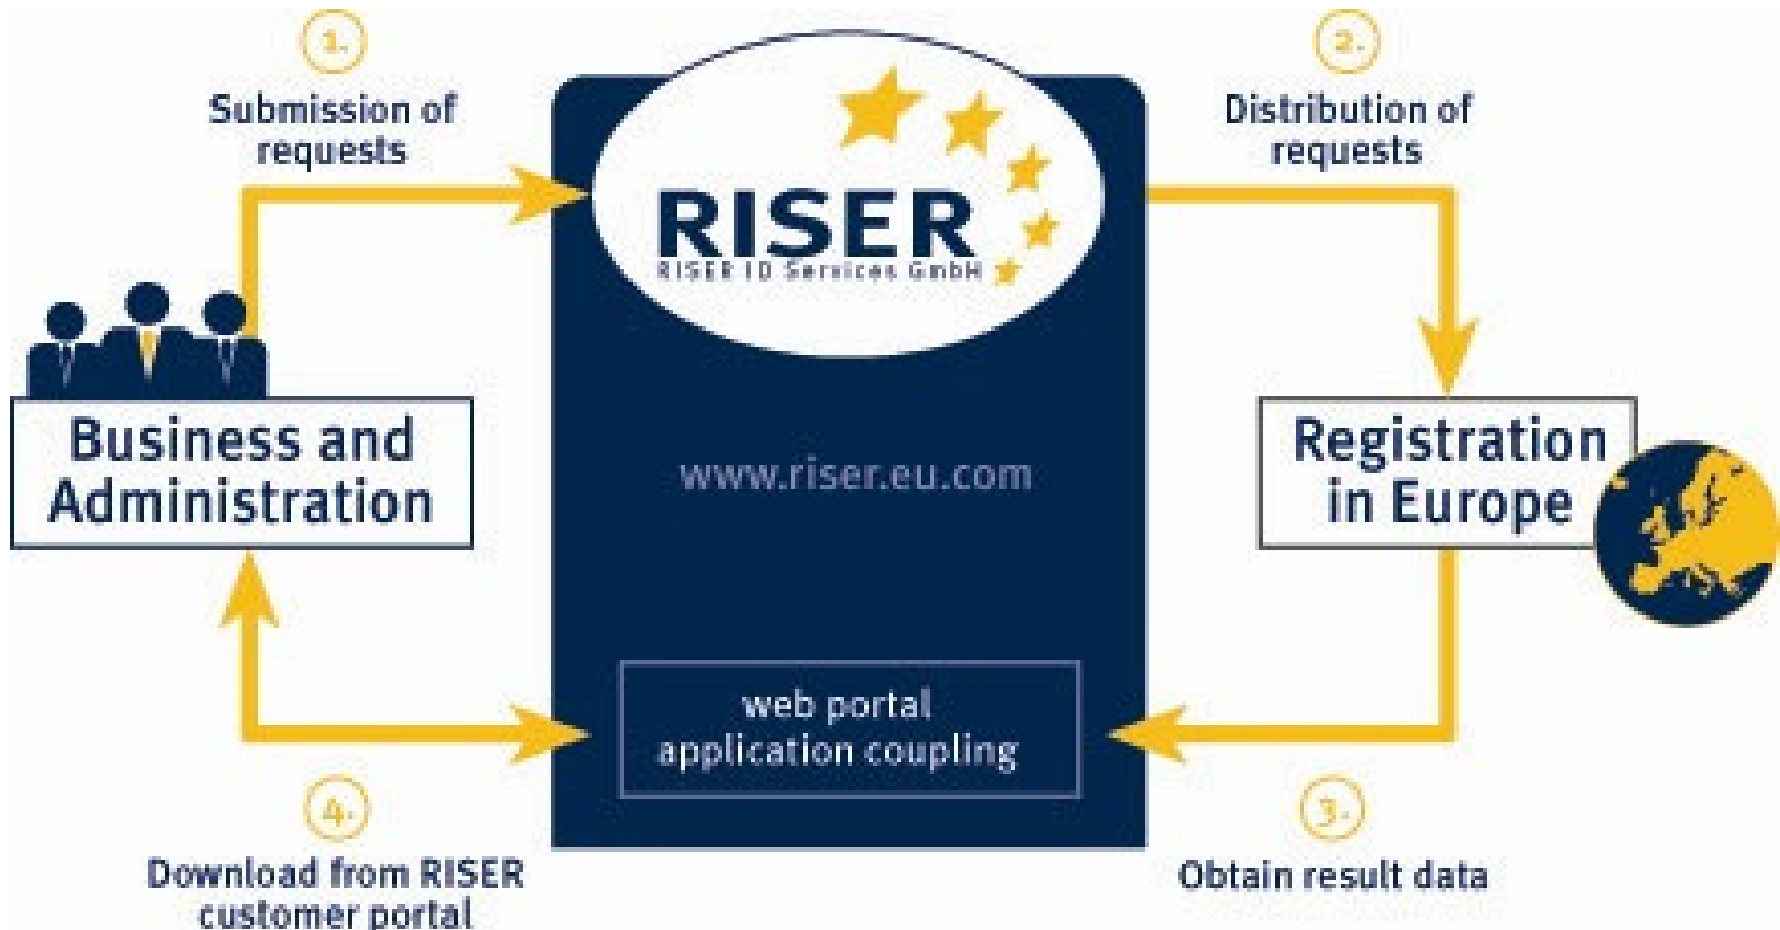 1.
Submission of
requests
2.
Distribution of
requests
RISER
RISER ID Services GmbH
Business and
Administration
www.riser.eu.com
Registration
in Europe
web portal
application coupling
4.
Download from RISER
customer portal
3.
Obtain result data